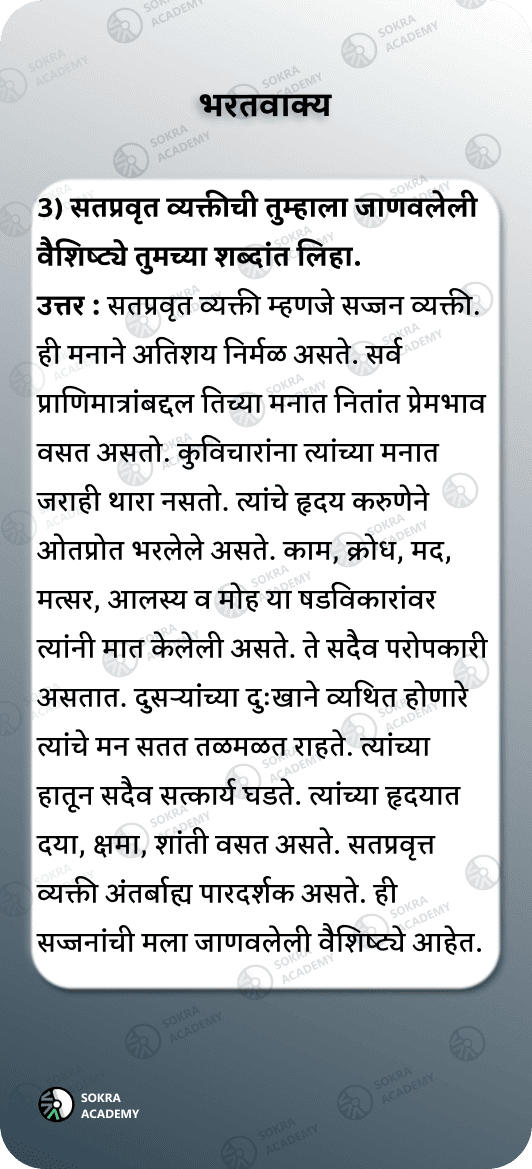 भरतवाक्य
3) सतप्रवृत व्यक्तीची तुम्हाला जाणवलेली
वैशिष्ट्ये तुमच्या शब्दांत लिहा.
उत्तर : सतप्रवृत व्यक्ती म्हणजे सज्जन व्यक्ती.
ही मनाने अतिशय निर्मळ असते. सर्व
प्राणिमात्रांबद्दल तिच्या मनात नितांत प्रेमभाव
वसत असतो. कुविचारांना त्यांच्या मनात
जराही थारा नसतो. त्यांचे हृदय करुणेने
ओतप्रोत भरलेले असते. काम, क्रोध, मद,
मत्सर, आलस्य व मोह या षडविकारांवर
त्यांनी मात केलेली असते. ते सदैव परोपकारी
असतात. दुसऱ्यांच्या दुःखाने व्यथित होणारे
त्यांचे मन सतत तळमळत राहते. त्यांच्या
हातून सदैव सत्कार्य घडते. त्यांच्या हृदयात
दया, क्षमा, शांती वसत असते. सतप्रवृत्त
व्यक्ती अंतर्बाह्य पारदर्शक असते. ही
सज्जनांची मला जाणवलेली वैशिष्ट्ये आहेत.
SOKRA
ACADEMY